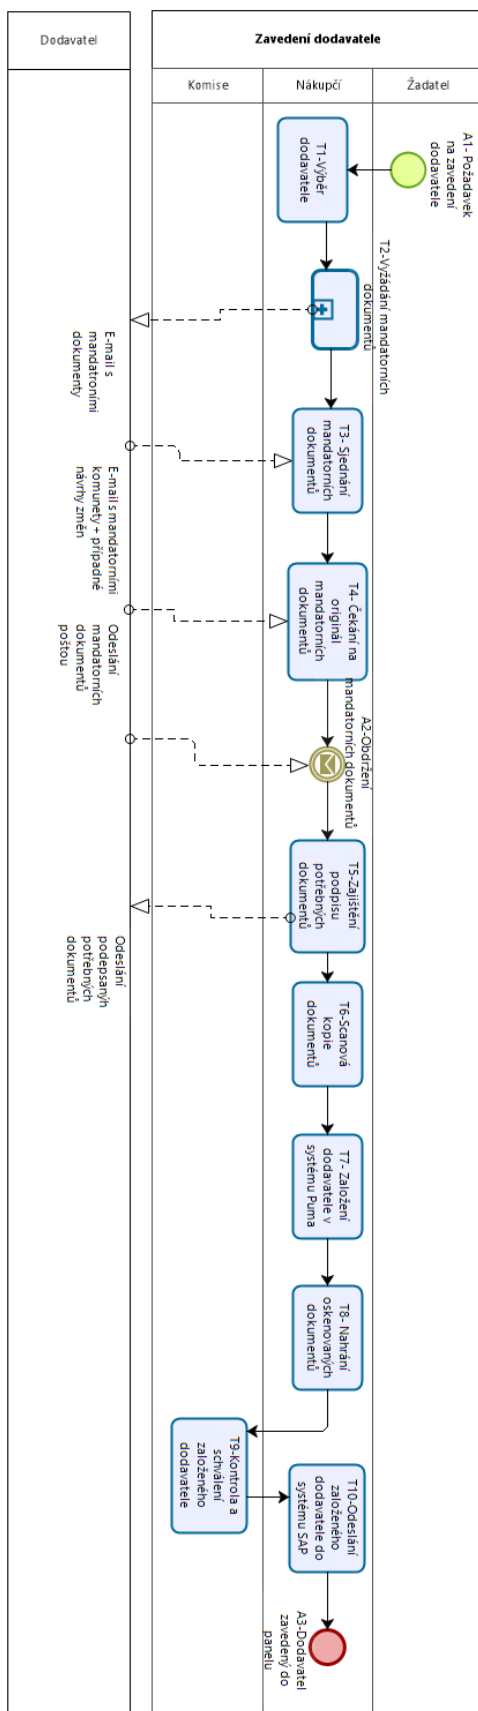 Dodavatel
Zavedení dodavatele
Komise
Nákupčí
Žadatel
A1- Požadavek
na zavedení
dodavatele
T1-Výběr
dodavatele
T2-Vyžádání mandatorních
dokumentů
E-mail s
mandatroními
dokumenty
T3- Sjednání
mandatorních
dokumentů
E-mail s mandatorními
komunety + případné
návrhy změn
T4- Čekání na
originál
mandatorních
dokumentů
Odeslání
mandatorních
dokumentů
poštou
A2-Obdržení
mandatorních dokumentů
T5-Zajištění
podpisu
potřebných
dokumentů
Odeslání
podepsaných
potřebných
dokumentů
T6-Scanová
kopie
dokumentů
T7- Založení
dodavatele v
systému Puma
T8- Nahrání
oskenovaných
dokumentů
T9-Kontrola a
schválení
založeného
dodavatele
T10-Odeslání
založeného
dodavatele do
systému SAP
A3-Dodavatel
zavedený do
panelu